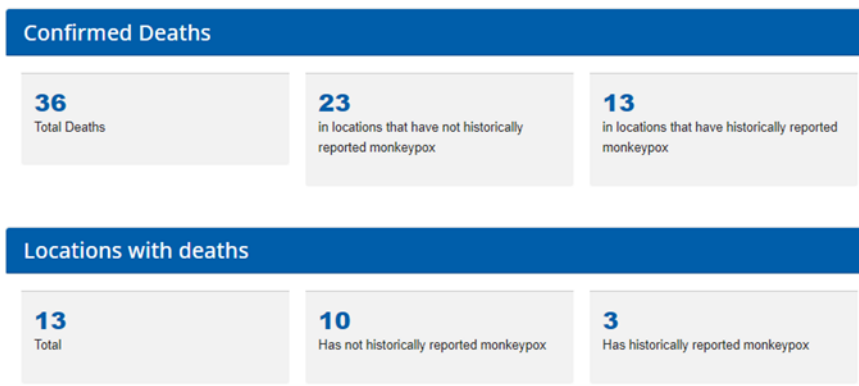 Confirmed Deaths
36
Total Deaths
23
in locations that have not historically
reported monkeypox
13
in locations that have historically reported
monkeypox
Locations with deaths
13
Total
10
Has not historically reported monkeypox
3
Has historically reported monkeypox